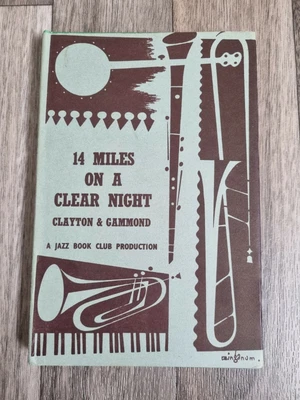 14 MILES
ON A
CLEAR NIGHT
CLAYTON & GAMMOND
A JAZZ BOOK CLUB PRODUCTION